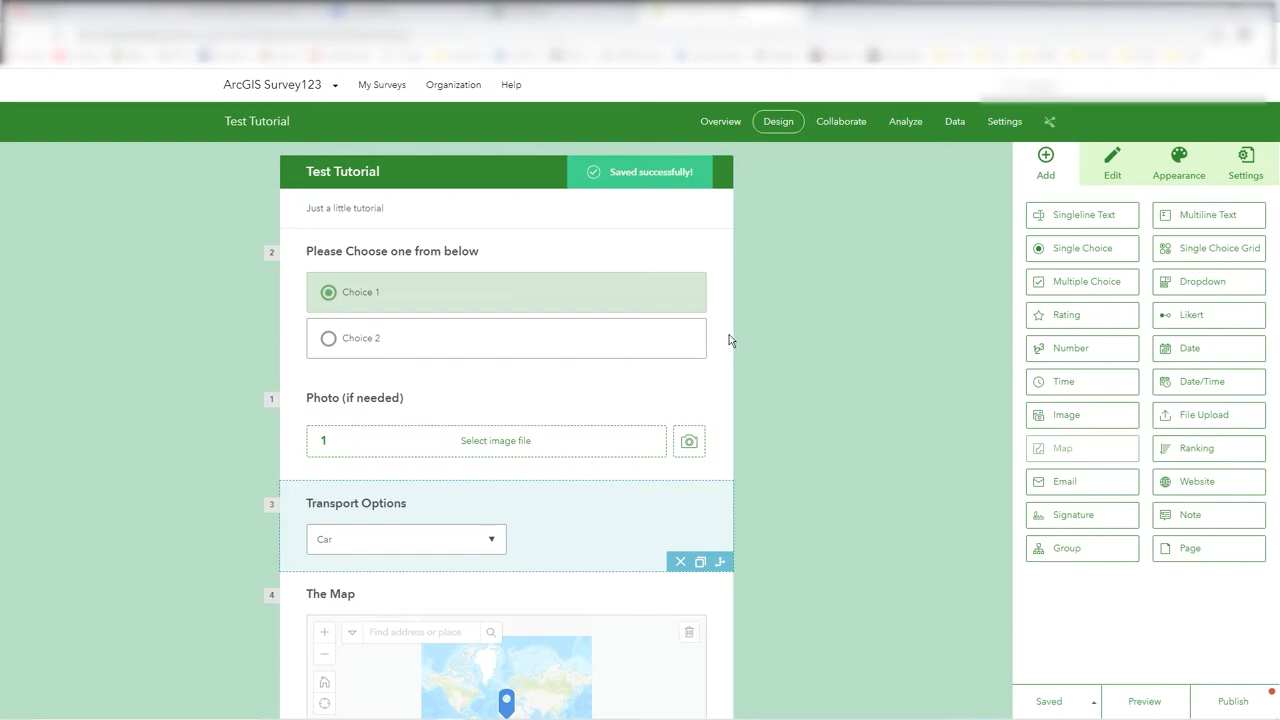 ArcGIS Survey123 My Surveys Organization Help
Test Tutorial Overview Design Collaborate Analyze Data Settings
Test Tutorial Saved successfully!
Just a little tutorial
2 Please Choose one from below
Choice 1
Choice 2
1 Photo (if needed)
1 Select image file
3 Transport Options
Car
4 The Map
Find address or place
Add Edit Appearance Settings
Singleline Text Multiline Text
Single Choice Single Choice Grid
Multiple Choice Dropdown
Rating Likert
Number Date
Time Date/Time
Image File Upload
Map Ranking
Email Website
Signature Note
Group Page
Saved Preview Publish